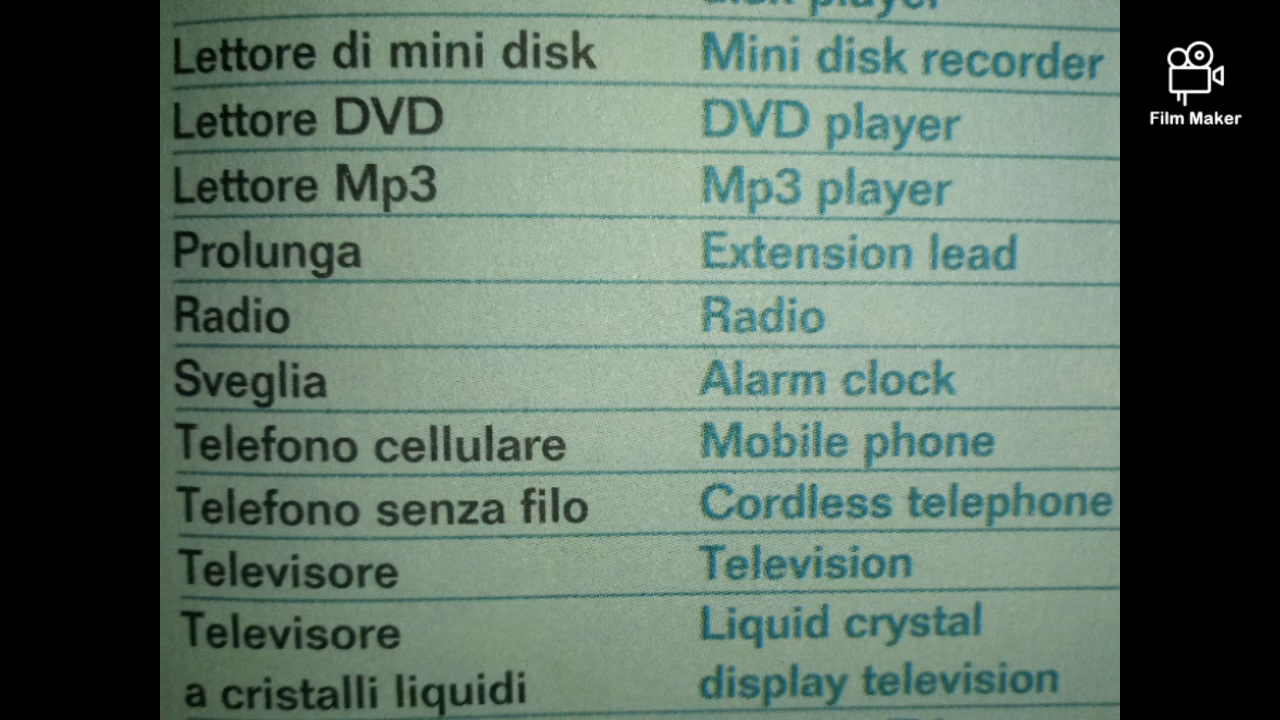 disk player
Lettore di mini disk Mini disk recorder
Lettore DVD DVD player
Lettore Mp3 Mp3 player
Prolunga Extension lead
Radio Radio
Sveglia Alarm clock
Telefono cellulare Mobile phone
Telefono senza filo Cordless telephone
Televisore Television
Televisore Liquid crystal
a cristalli liquidi display television
Film Maker